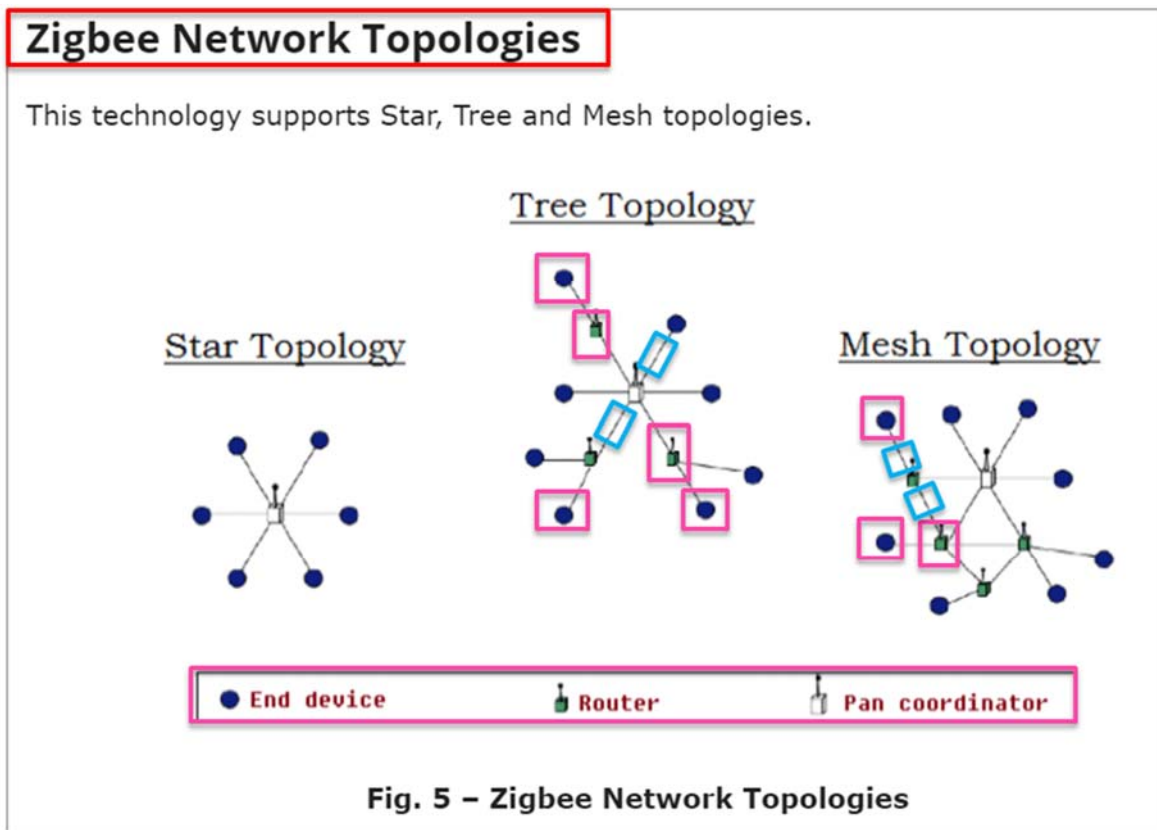 Zigbee Network Topologies
This technology supports Star, Tree and Mesh topologies.
Tree Topology
Star Topology
Mesh Topology
End device
Router
Pan coordinator
Fig. 5 – Zigbee Network Topologies